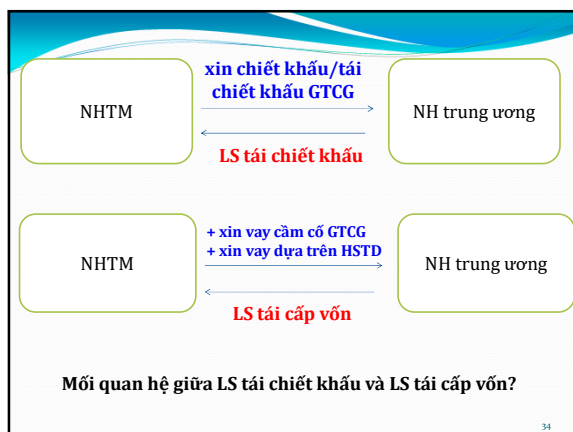 xin chiết khấu/tái
chiết khấu GTCG
NHTM
NH trung ương
LS tái chiết khấu
+ xin vay cầm cố GTCG
+ xin vay dựa trên HSTD
NHTM
NH trung ương
LS tái cấp vốn
Mối quan hệ giữa LS tái chiết khấu và LS tái cấp vốn?
34